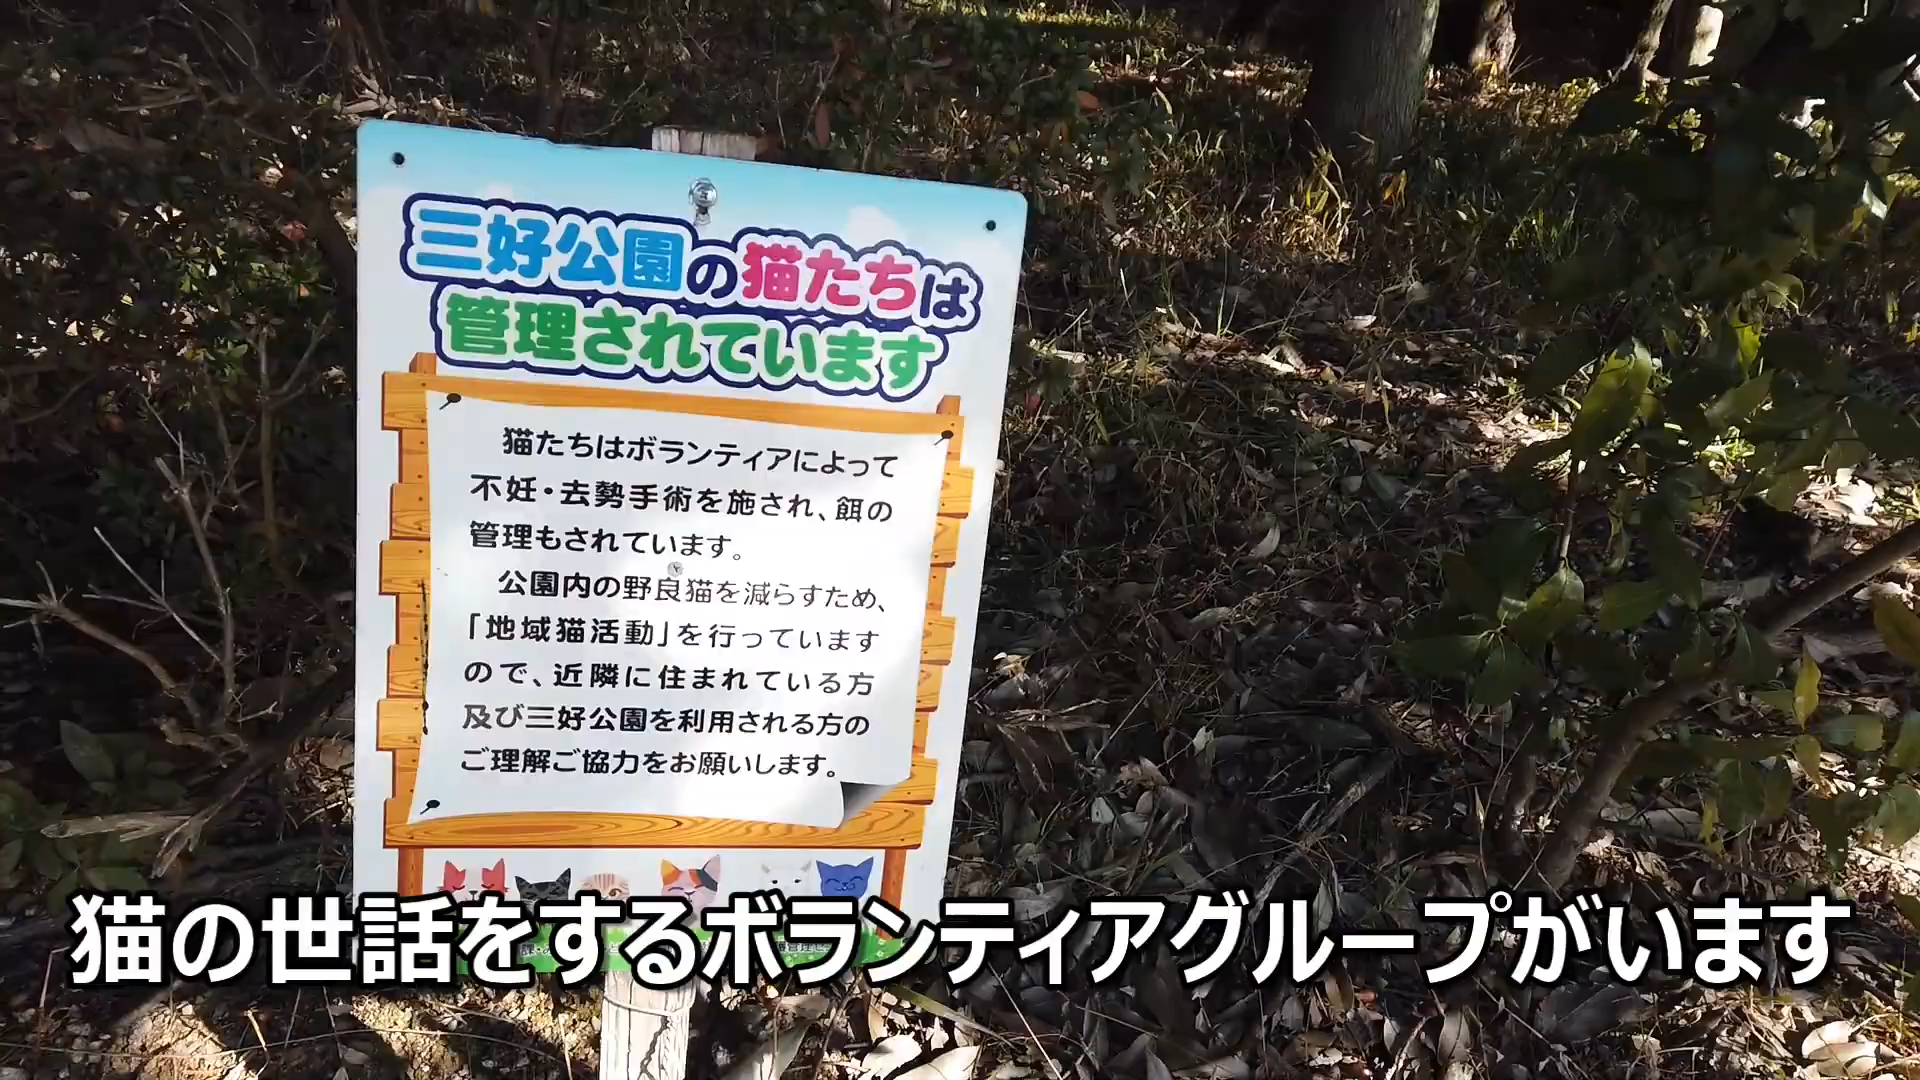 三好公園の猫たちは
管理されています
猫たちはボランティアによって
不妊・去勢手術を施され、餌の
管理もされています。
公園内の野良猫を減らすため、
「地域猫活動」を行っています
ので、近隣に住まれている方
及び三好公園を利用される方の
ご理解ご協力をお願いします。
猫の世話をするボランティアグループがいます